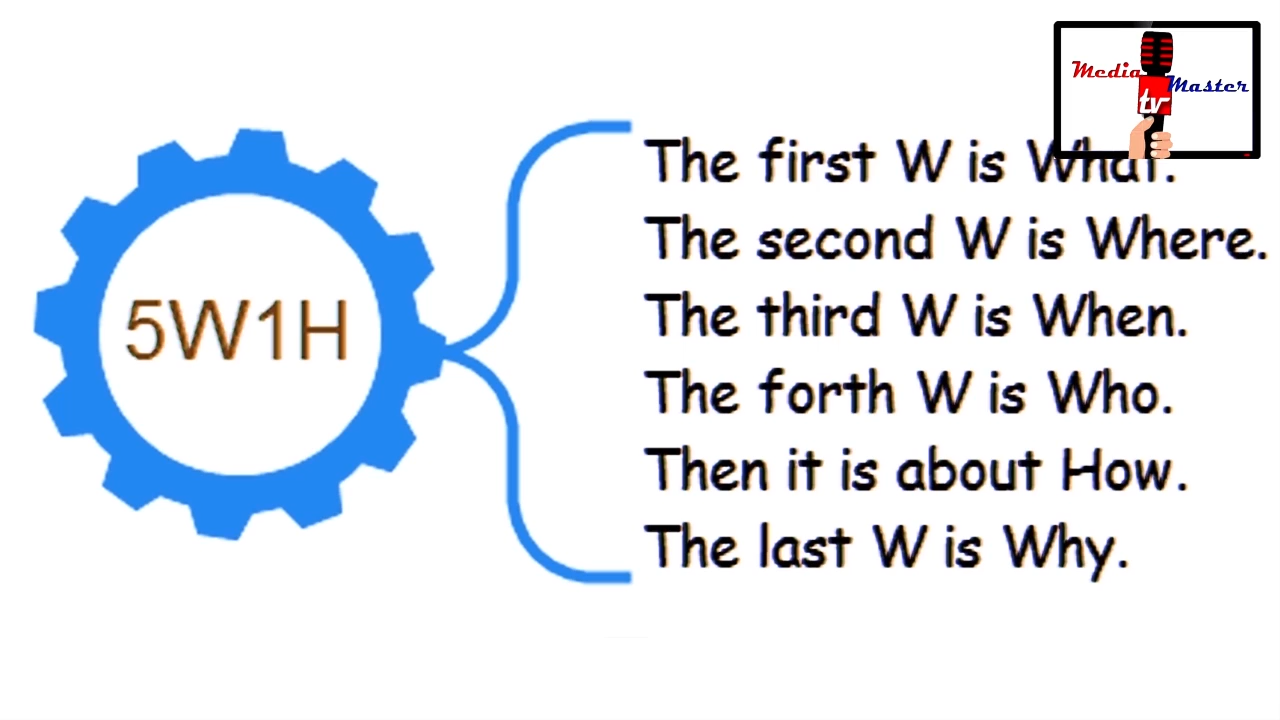 Media
tv
Master
5W1H
The first W is What.
The second W is Where.
The third W is When.
The forth W is Who.
Then it is about How.
The last W is Why.